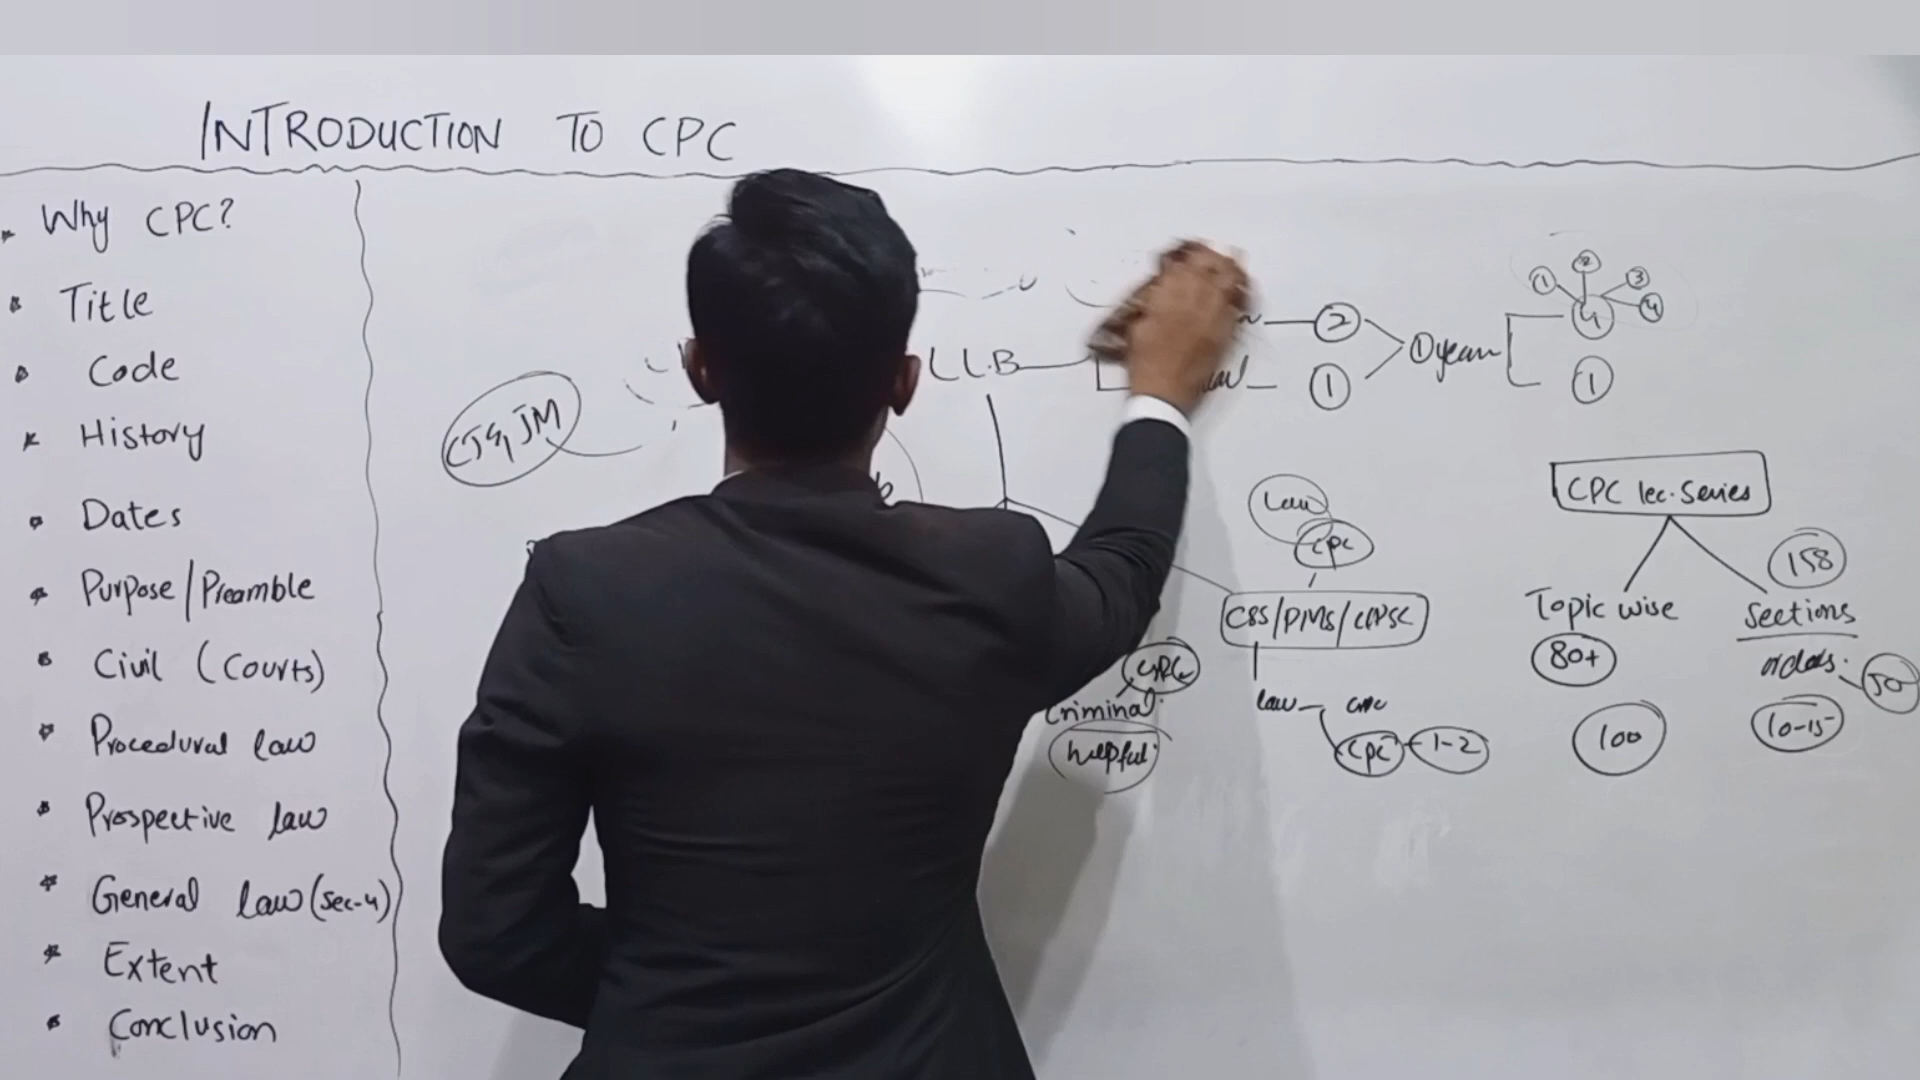 INTRODUCTION TO CPC
Why CPC?
Title
Code
History
Dates
Purpose/Preamble
Civil (Courts)
Procedural law
Prospective law
General law (Sec-4)
Extent
Conclusion
CJ & JM
LL.B
2
1
1 year
1 2 3 4
4
1
Law
CPC
CSS/PMS/UPSC
law
CPC 1-2
Criminal
helpful
CPC lec. Series
Topic wise
80+
100
158
Sections
orders
50
10-15